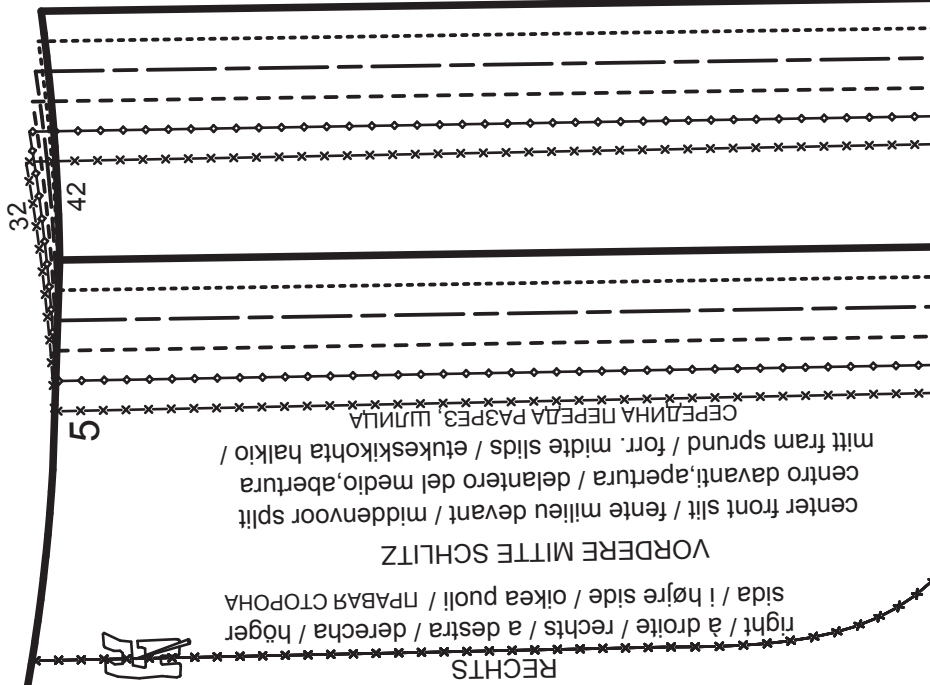 RECHTS
right / à droite / rechts / a destra / derecha / höger
sida / i højre side / oikea puoli / ПРАВАЯ СТОРОНА
VORDERE MITTE SCHLITZ
center front slit / fente milieu devant / middenvoor split
centro davanti,apertura / delantero del medio,abertura
mitt fram sprund / forr. midte slids / etukeskikohta halkio /
СЕРЕДИНА ПЕРЕДА РАЗРЕЗ, ШЛИЦА
5
42
32